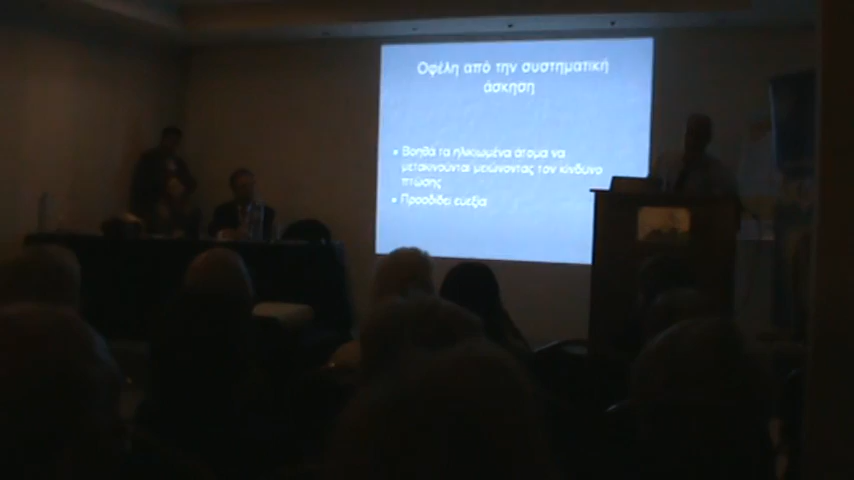 Οφέλη από την συστηματική
άσκηση
Βοηθά τα ηλικιωμένα άτομα να
μετακινούνται μειώνοντας τον κίνδυνο
πτώσης
Προσδίδει ευεξία